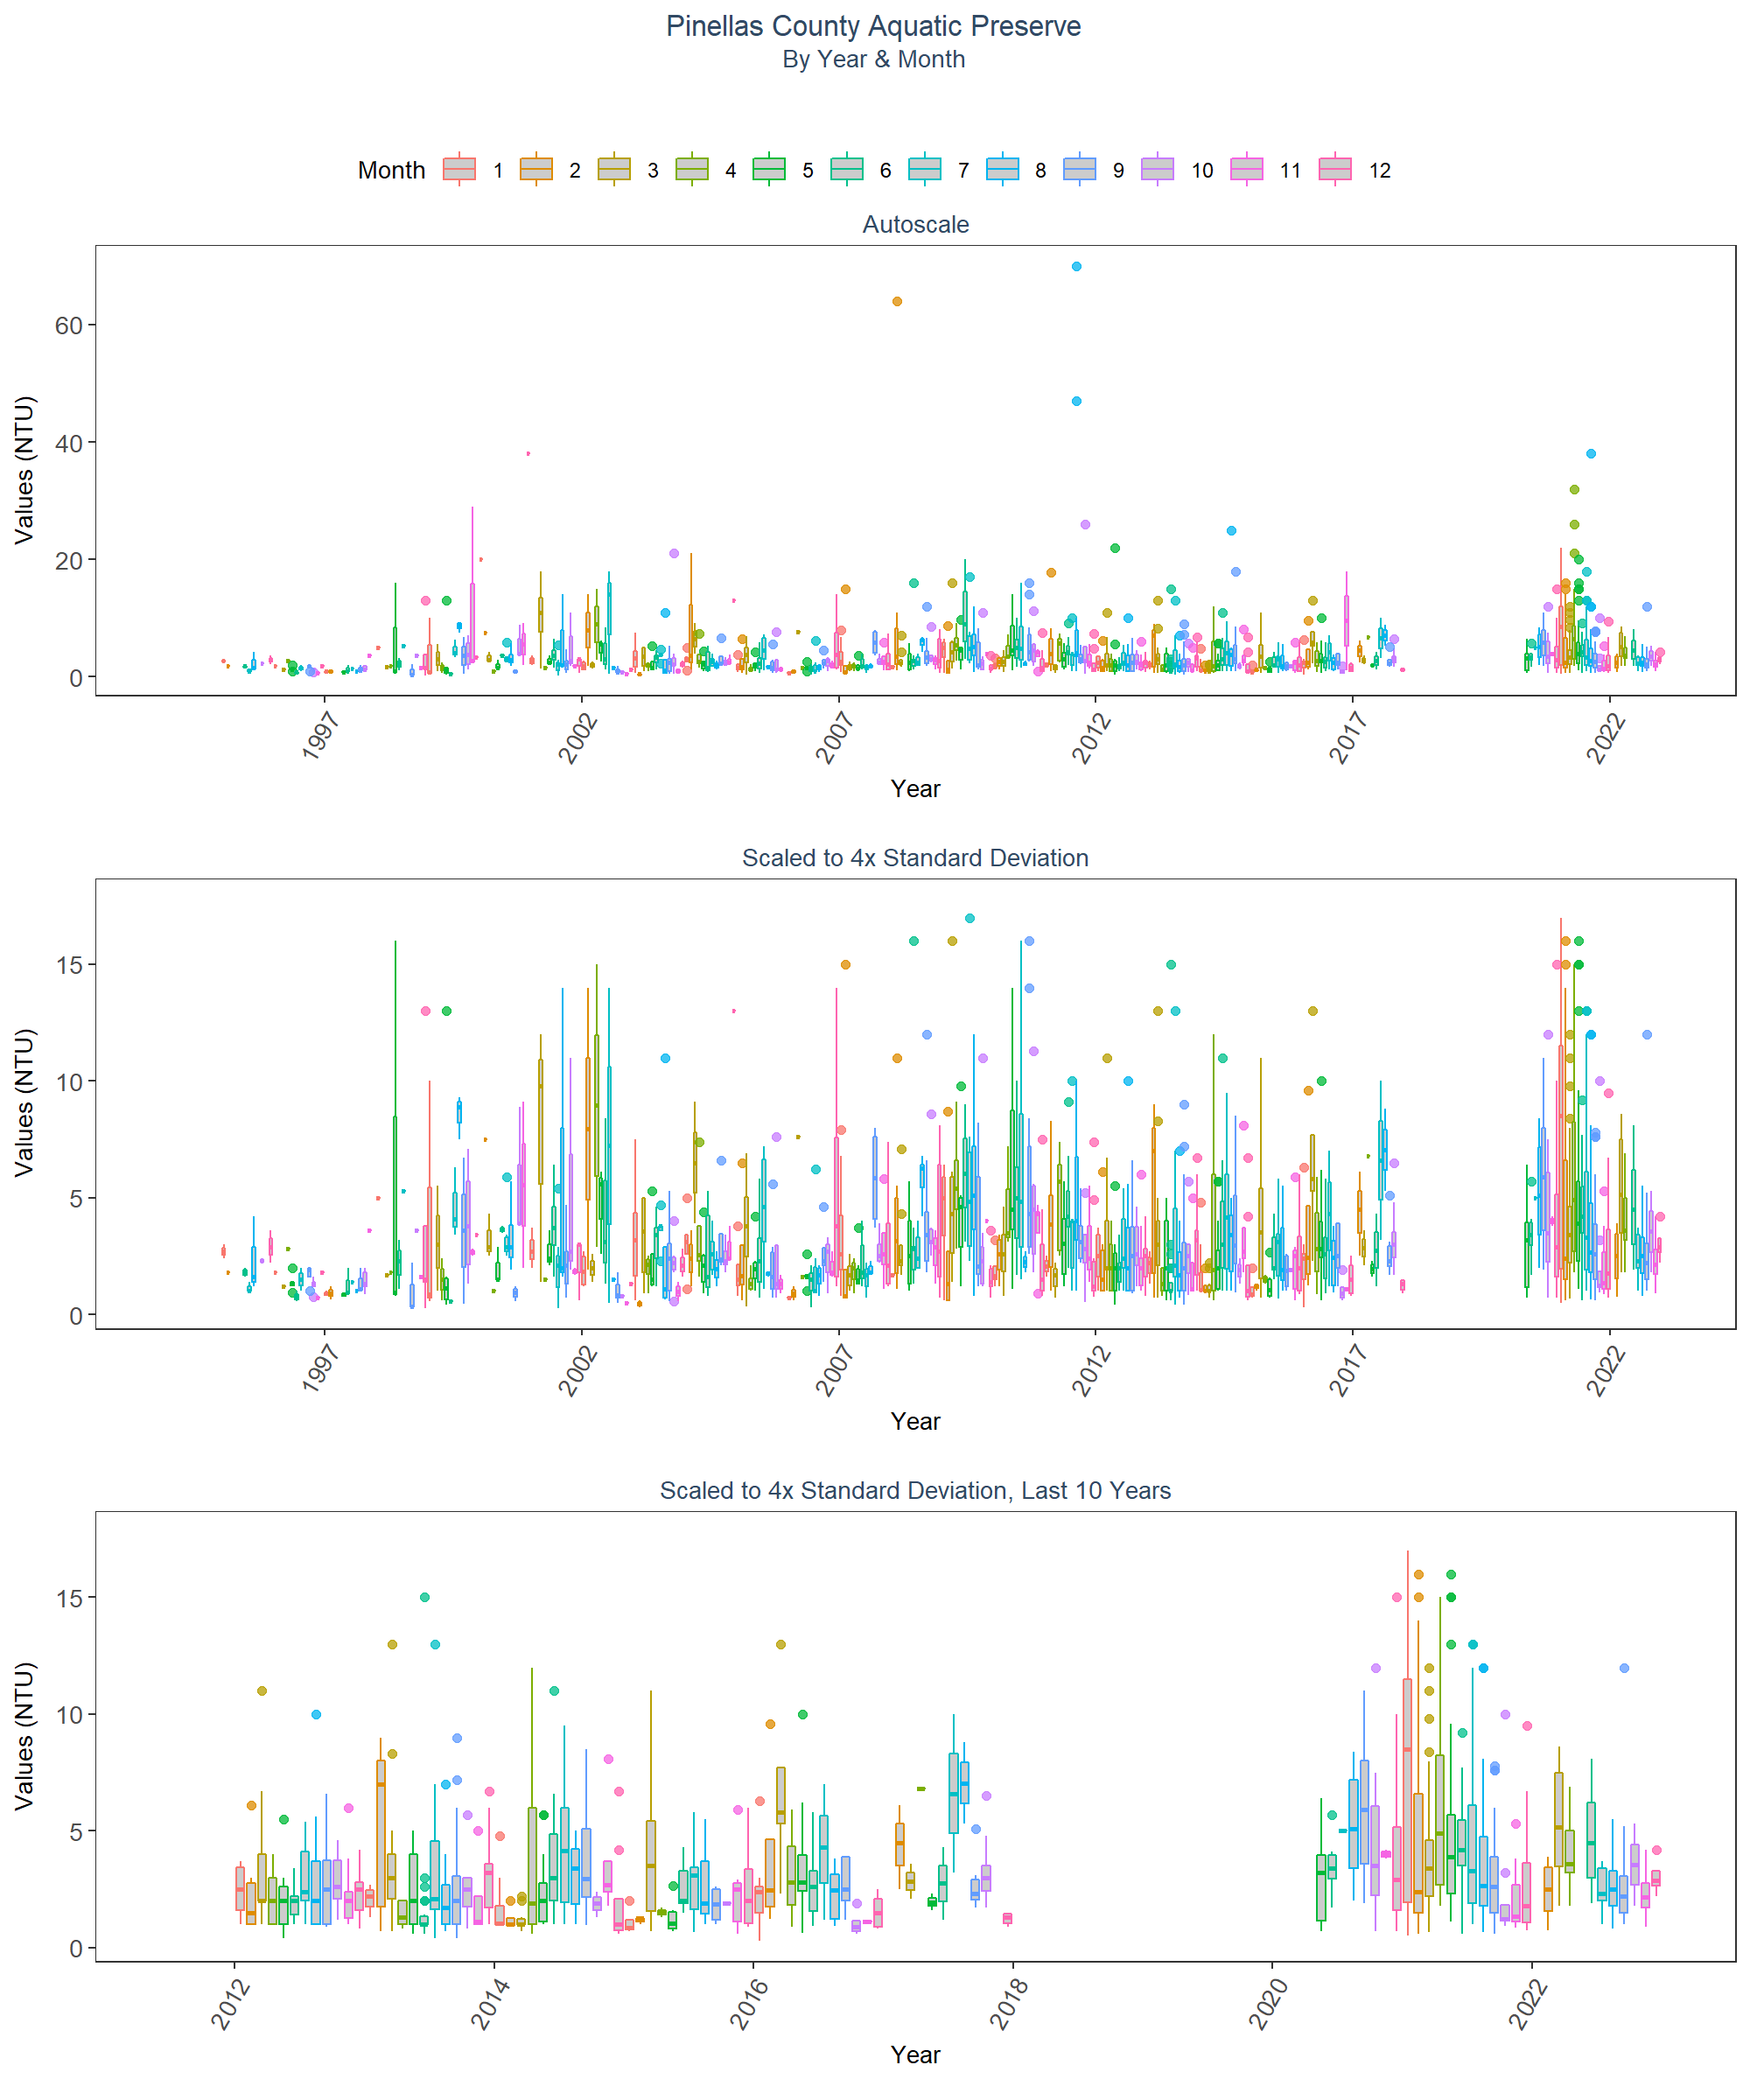 Pinellas County Aquatic Preserve
By Year & Month
Month 1 2 3 4 5 6 7 8 9 10 11 12
Autoscale
Values (NTU)
60
40
20
0
1997 2002 2007 2012 2017 2022
Year
Scaled to 4x Standard Deviation
Values (NTU)
15
10
5
0
1997 2002 2007 2012 2017 2022
Year
Scaled to 4x Standard Deviation, Last 10 Years
Values (NTU)
15
10
5
0
2012 2014 2016 2018 2020 2022
Year